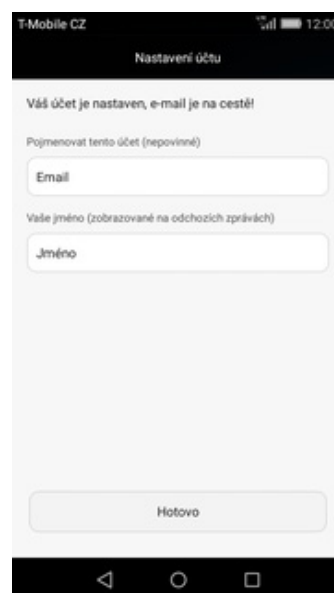 T-Mobile CZ 12:00
Nastavení účtu
Váš účet je nastaven, e-mail je na cestě!
Pojmenovat tento účet (nepovinné)
Email
Vaše jméno (zobrazované na odchozích zprávách)
Jméno
Hotovo